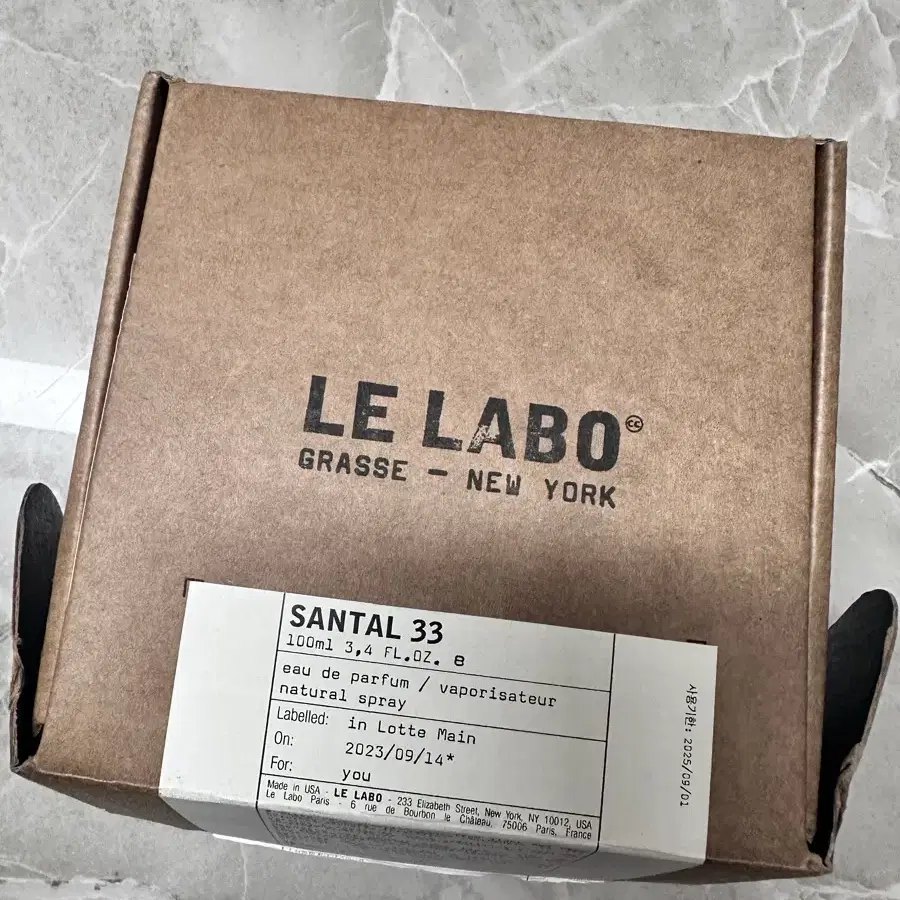 LE LABO
GRASSE - NEW YORK
SANTAL 33
100ml 3,4 FL.OZ. e
eau de parfum / vaporisateur
natural spray
Labelled: in Lotte Main
On: 2023/09/14*
For: you
Made in USA - LE LABO - 233 Elizabeth Street, New York, NY 10012, USA
Le Labo Paris - 6 rue de Bourbon le Château, 75006 Paris, France
사용기한: 2025/09/01